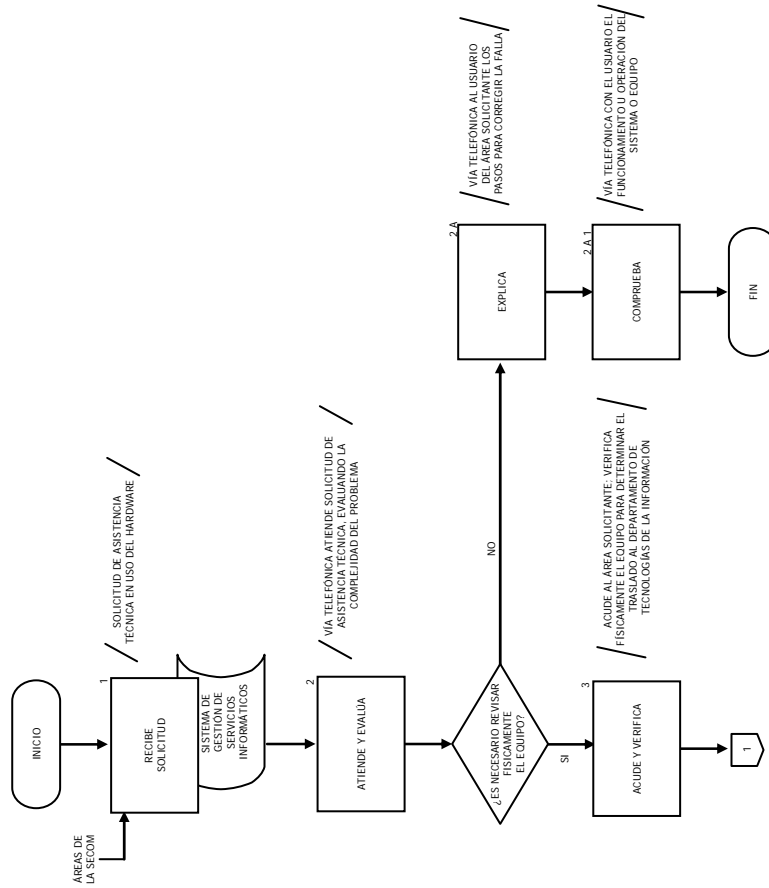 INICIO
ÁREAS DE
LA SECOM
1
RECIBE
SOLICITUD
SISTEMA DE
GESTIÓN DE
SERVICIOS
INFORMÁTICOS
SOLICITUD DE ASISTENCIA
TÉCNICA EN USO DEL HARDWARE
2
ATIENDE Y EVALÚA
VÍA TELEFÓNICA ATIENDE SOLICITUD DE
ASISTENCIA TÉCNICA, EVALUANDO LA
COMPLEJIDAD DEL PROBLEMA
¿ES NECESARIO REVISAR
FISICAMENTE
EL EQUIPO?
NO
SI
2 A
EXPLICA
VÍA TELEFÓNICA AL USUARIO
DEL ÁREA SOLICITANTE LOS
PASOS PARA CORREGIR LA FALLA
2 A 1
COMPRUEBA
VÍA TELEFÓNICA CON EL USUARIO EL
FUNCIONAMIENTO U OPERACIÓN DEL
SISTEMA O EQUIPO
FIN
3
ACUDE Y VERIFICA
ACUDE AL ÁREA SOLICITANTE; VERIFICA
FÍSICAMENTE EL EQUIPO PARA DETERMINAR EL
TRASLADO AL DEPARTAMENTO DE
TECNOLOGÍAS DE LA INFORMACIÓN
1